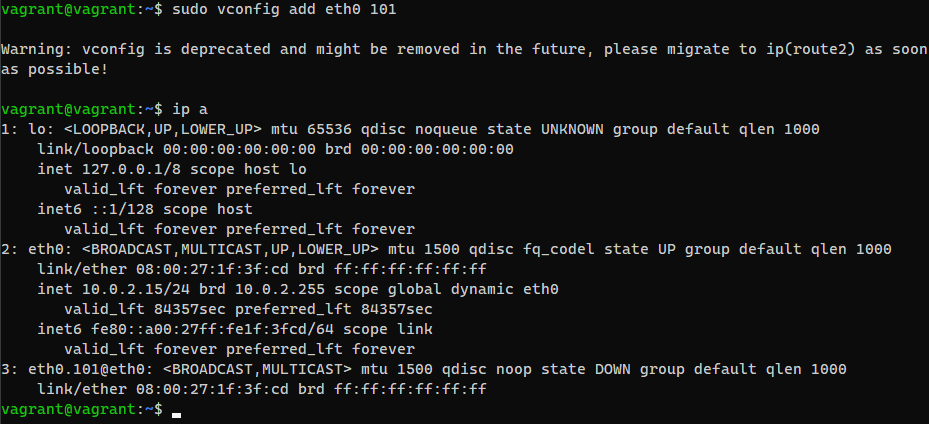 vagrant@vagrant:~$ sudo vconfig add eth0 101

Warning: vconfig is deprecated and might be removed in the future, please migrate to ip(route2) as soon
as possible!

vagrant@vagrant:~$ ip a
1: lo: <LOOPBACK,UP,LOWER_UP> mtu 65536 qdisc noqueue state UNKNOWN group default qlen 1000
    link/loopback 00:00:00:00:00:00 brd 00:00:00:00:00:00
    inet 127.0.0.1/8 scope host lo
       valid_lft forever preferred_lft forever
    inet6 ::1/128 scope host
       valid_lft forever preferred_lft forever
2: eth0: <BROADCAST,MULTICAST,UP,LOWER_UP> mtu 1500 qdisc fq_codel state UP group default qlen 1000
    link/ether 08:00:27:1f:3f:cd brd ff:ff:ff:ff:ff:ff
    inet 10.0.2.15/24 brd 10.0.2.255 scope global dynamic eth0
       valid_lft 84357sec preferred_lft 84357sec
    inet6 fe80::a00:27ff:fe1f:3fcd/64 scope link
       valid_lft forever preferred_lft forever
3: eth0.101@eth0: <BROADCAST,MULTICAST> mtu 1500 qdisc noop state DOWN group default qlen 1000
    link/ether 08:00:27:1f:3f:cd brd ff:ff:ff:ff:ff:ff
vagrant@vagrant:~$